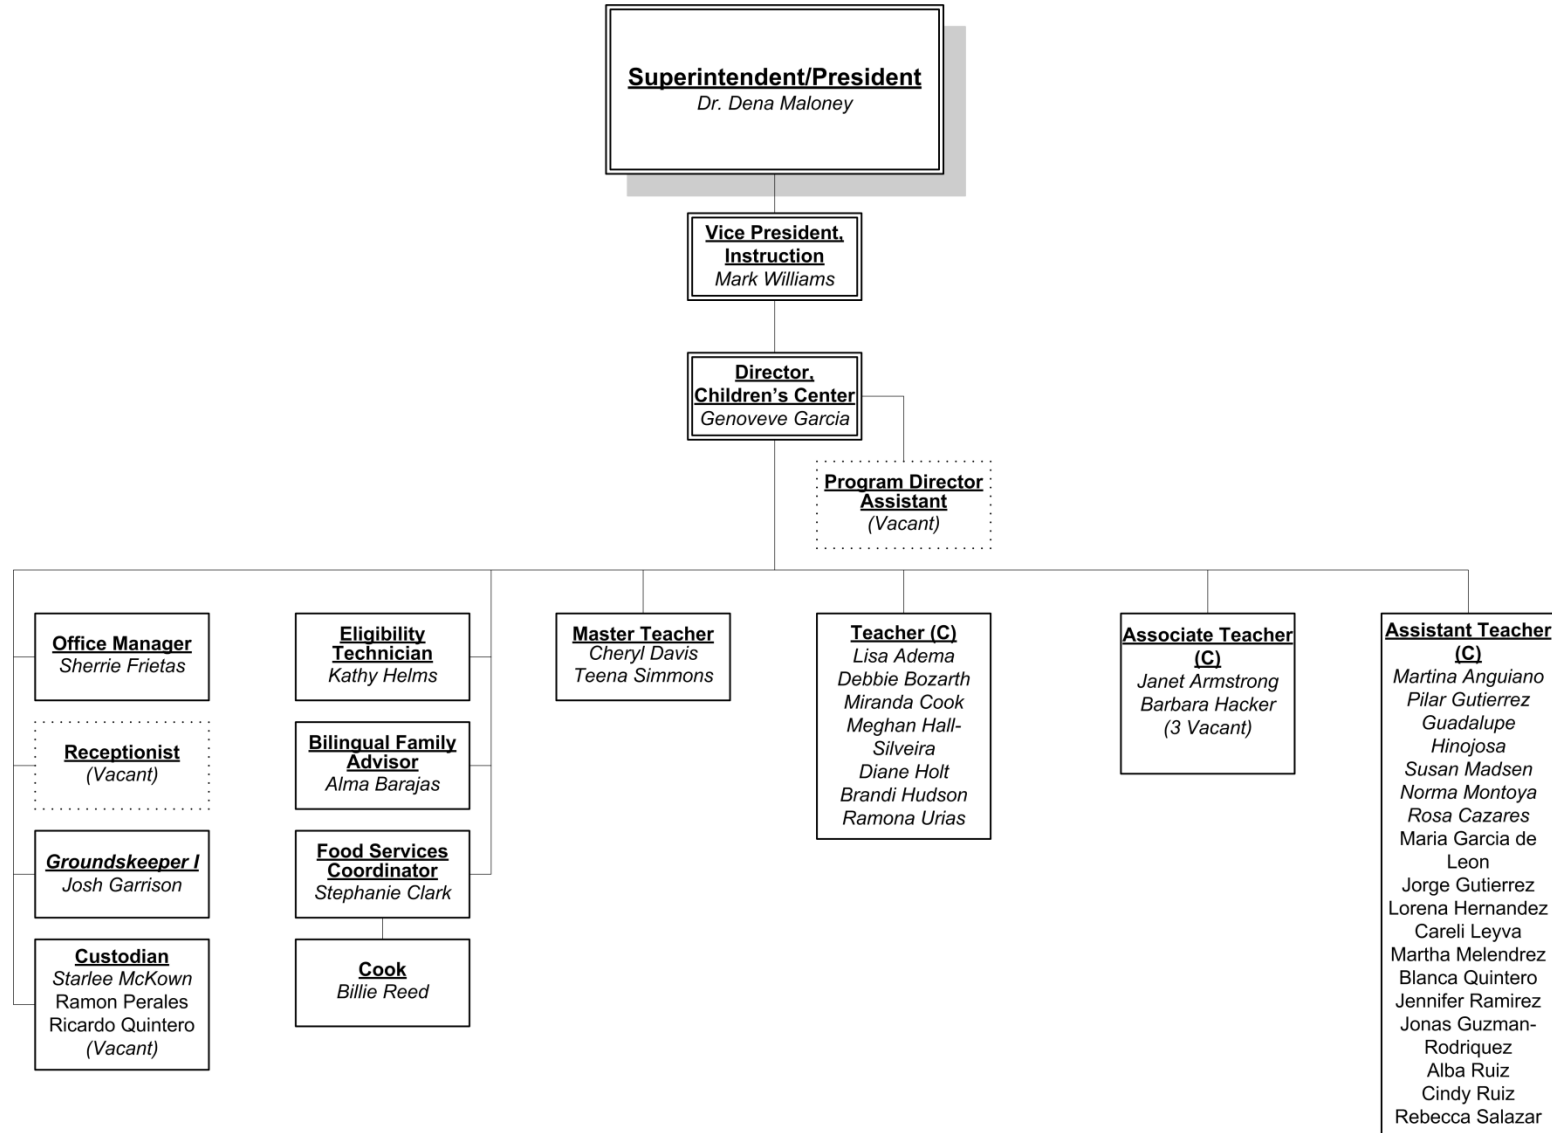 Superintendent/President
Dr. Dena Maloney
Vice President,
Instruction
Mark Williams
Director,
Children's Center
Genoveve Garcia
Program Director
Assistant
(Vacant)
Office Manager
Sherrie Frietas
Receptionist
(Vacant)
Groundskeeper I
Josh Garrison
Custodian
Starlee McKown
Ramon Perales
Ricardo Quintero
(Vacant)
Eligibility
Technician
Kathy Helms
Bilingual Family
Advisor
Alma Barajas
Food Services
Coordinator
Stephanie Clark
Cook
Billie Reed
Master Teacher
Cheryl Davis
Teena Simmons
Teacher (C)
Lisa Adema
Debbie Bozarth
Miranda Cook
Meghan Hall-
Silveira
Diane Holt
Brandi Hudson
Ramona Urias
Associate Teacher
(C)
Janet Armstrong
Barbara Hacker
(3 Vacant)
Assistant Teacher
(C)
Martina Anguiano
Pilar Gutierrez
Guadalupe
Hinojosa
Susan Madsen
Norma Montoya
Rosa Cazares
Maria Garcia de
Leon
Jorge Gutierrez
Lorena Hernandez
Careli Leyva
Martha Melendrez
Blanca Quintero
Jennifer Ramirez
Jonas Guzman-
Rodriquez
Alba Ruiz
Cindy Ruiz
Rebecca Salazar